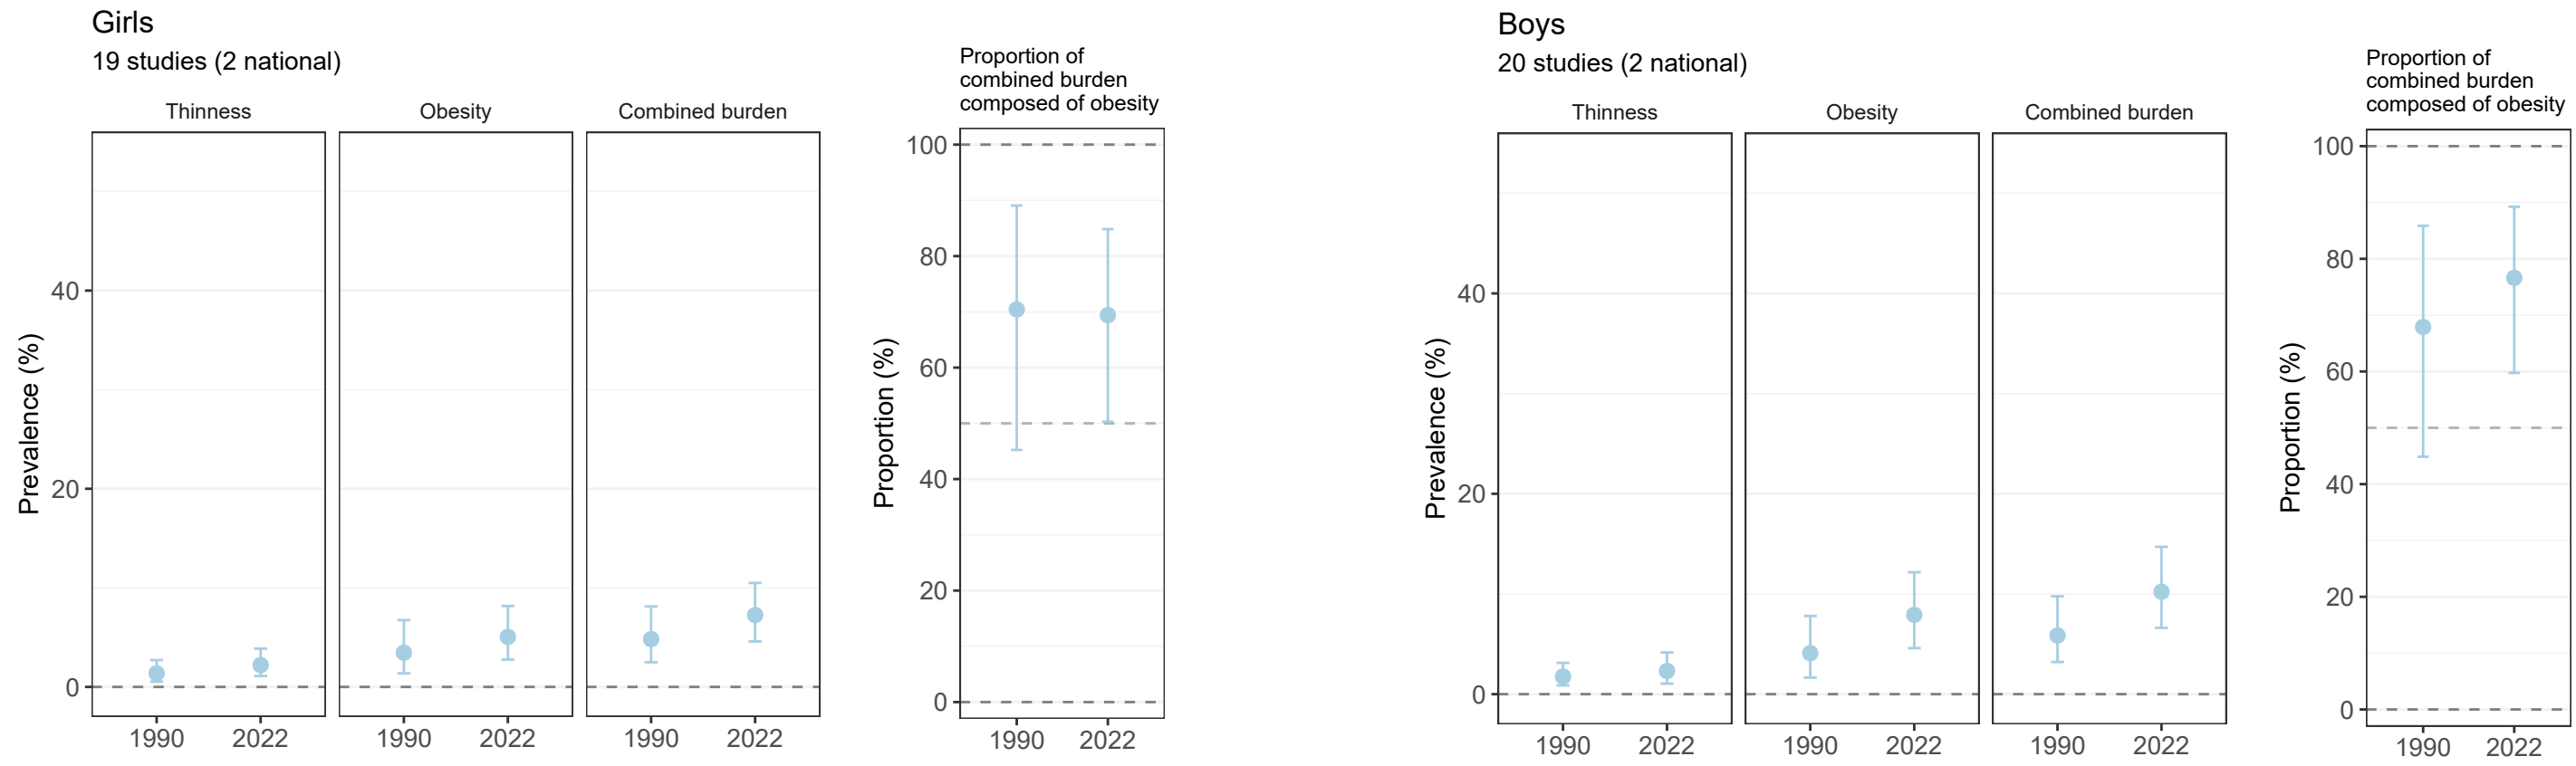 Girls
19 studies (2 national)
Thinness
Obesity
Combined burden
Prevalence (%)
40
20
0
1990
2022
1990
2022
1990
2022
Proportion of
combined burden
composed of obesity
Proportion (%)
100
80
60
40
20
0
1990
2022
Boys
20 studies (2 national)
Thinness
Obesity
Combined burden
Prevalence (%)
40
20
0
1990
2022
1990
2022
1990
2022
Proportion of
combined burden
composed of obesity
Proportion (%)
100
80
60
40
20
0
1990
2022